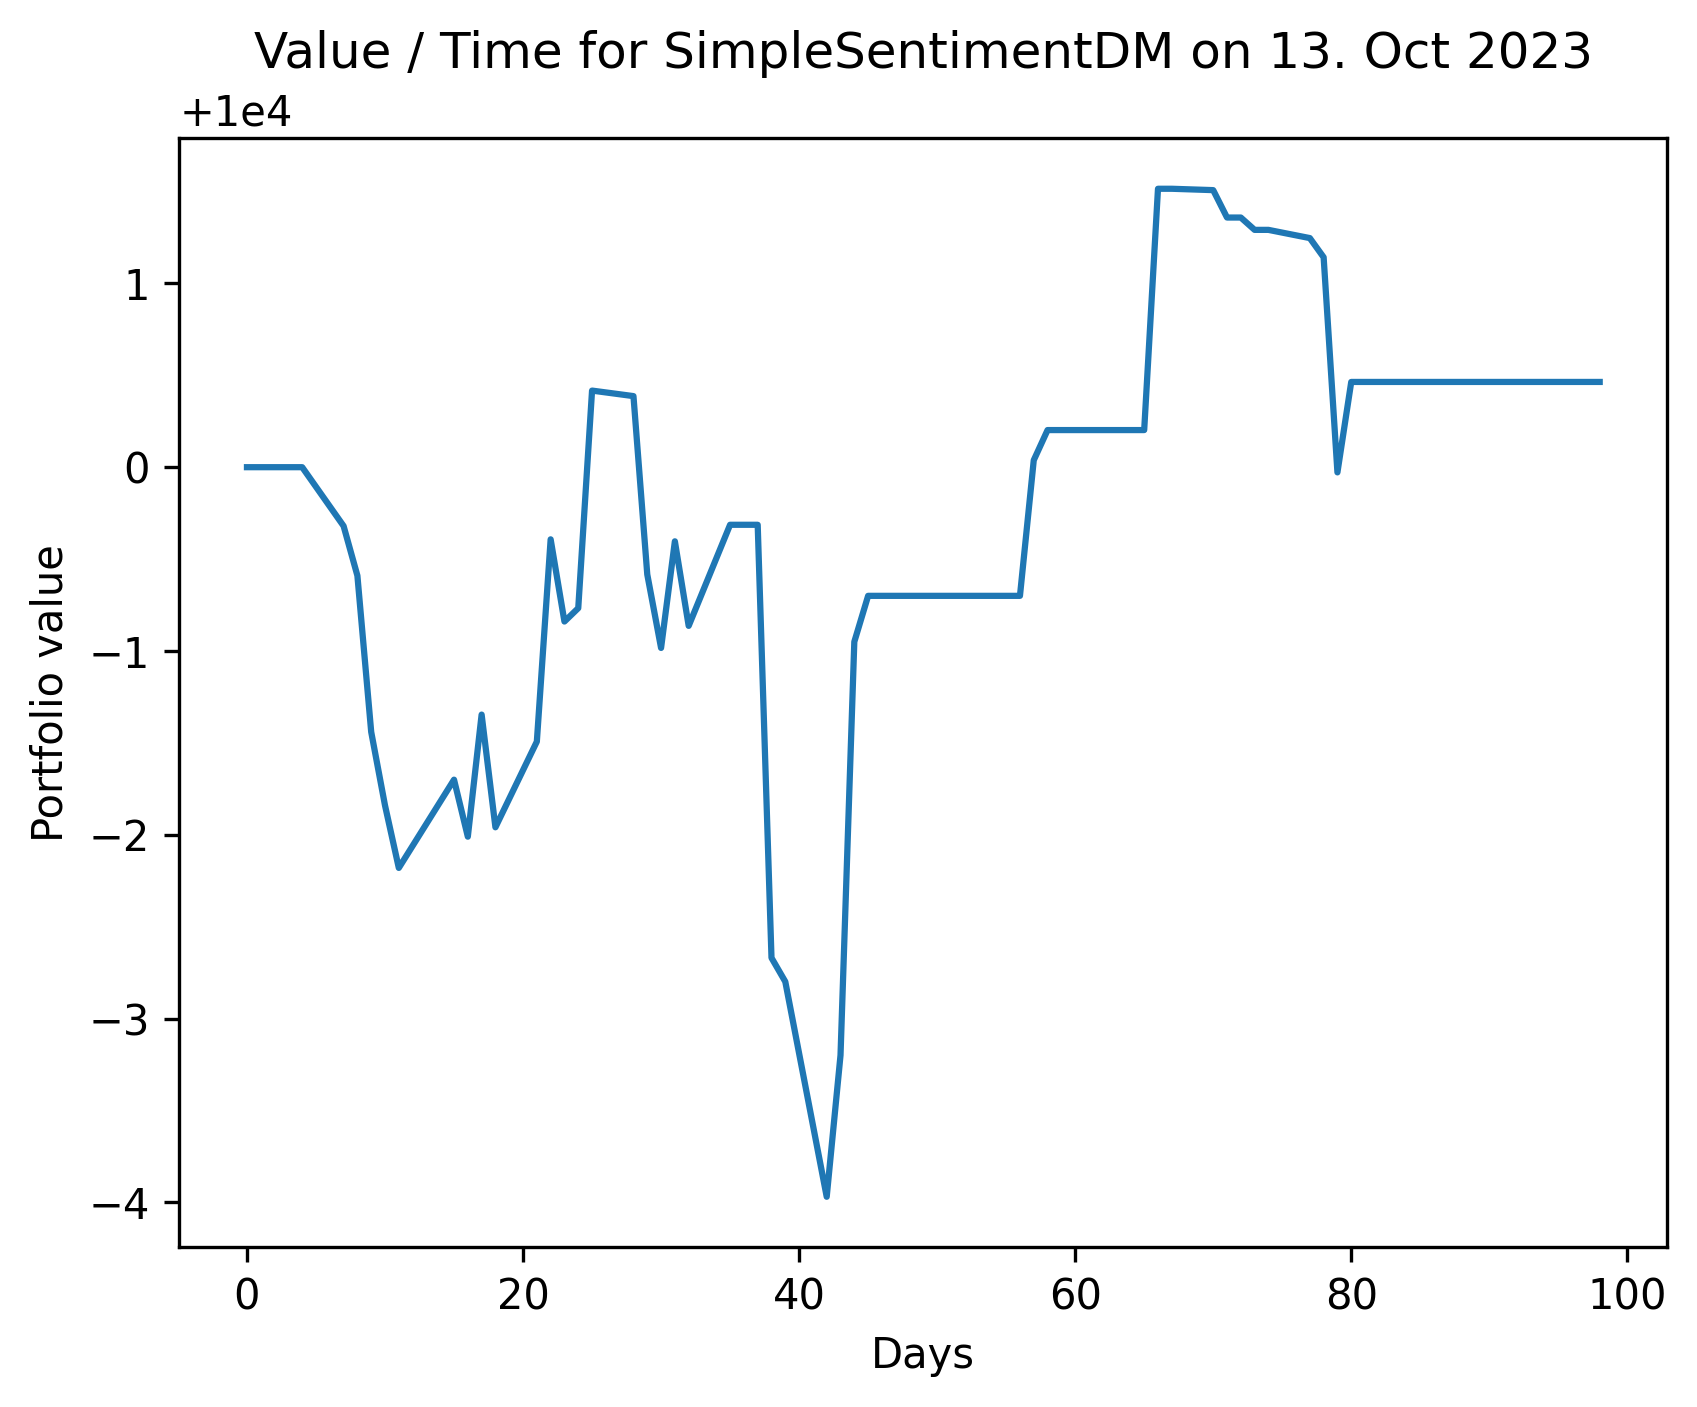 Value / Time for SimpleSentimentDM on 13. Oct 2023
+1e4
1
0
−1
−2
−3
−4
Portfolio value
0 20 40 60 80 100
Days